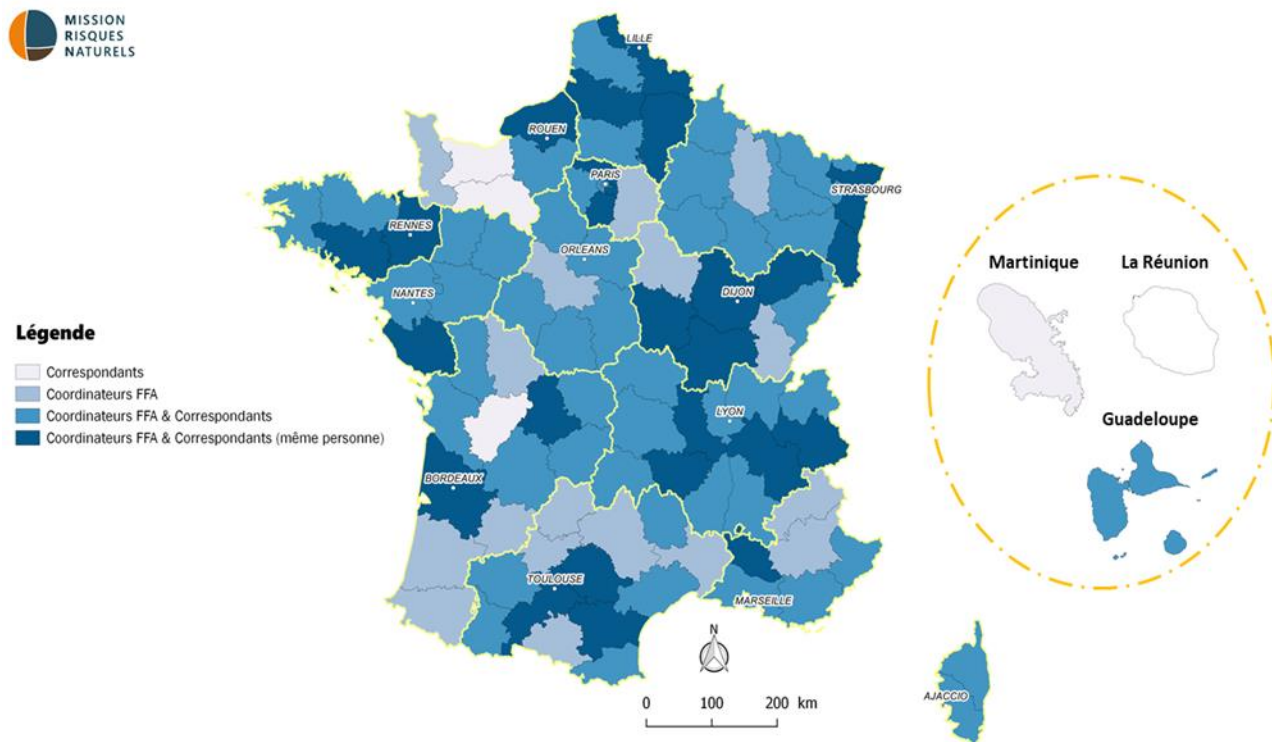 MISSION
RISQUES
NATURELS
LILLE
ROUEN
PARIS
STRASBOURG
RENNES
ORLEANS
Martinique
La Réunion
NANTES
DIJON
Légende
Correspondants
Coordinateurs FFA
Coordinateurs FFA & Correspondants
Coordinateurs FFA & Correspondants (même personne)
LYON
Guadeloupe
BORDEAUX
TOULOUSE
MARSEILLE
N
AJACCIO
0 100 200 km